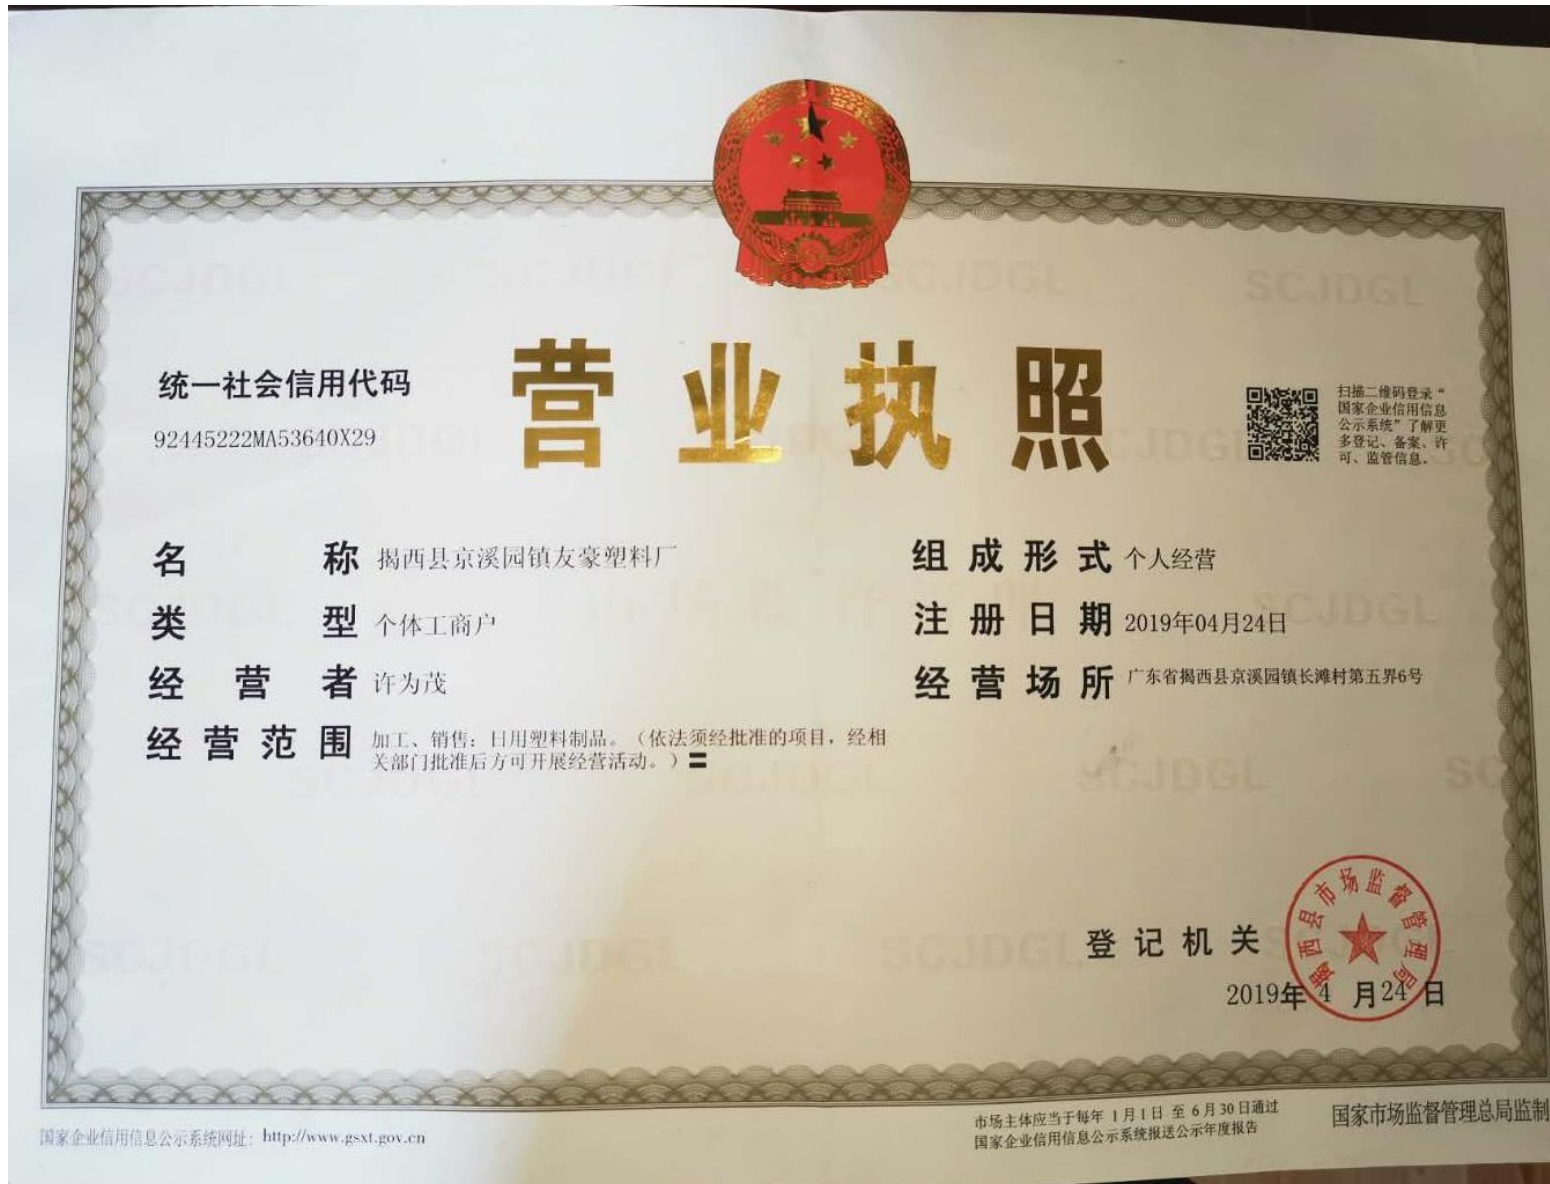 营业执照
统一社会信用代码
92445222MA53640X29
扫描二维码登录“
国家企业信用信息
公示系统”了解更
多登记、备案、许
可、监管信息。
名称 揭西县京溪园镇友豪塑料厂
类型 个体工商户
经营者 许为茂
经营范围 加工、销售：日用塑料制品。（依法须经批准的项目，经相
关部门批准后方可开展经营活动。）
组成形式 个人经营
注册日期 2019年04月24日
经营场所 广东省揭西县京溪园镇长滩村第五界6号
登记机关
揭西县市场监督管理局
2019年4月24日
国家企业信用信息公示系统网址：http://www.gsxt.gov.cn
市场主体应当于每年1月1日 至6月30日通过
国家企业信用信息公示系统报送公示年度报告
国家市场监督管理总局监制
SCJDGL